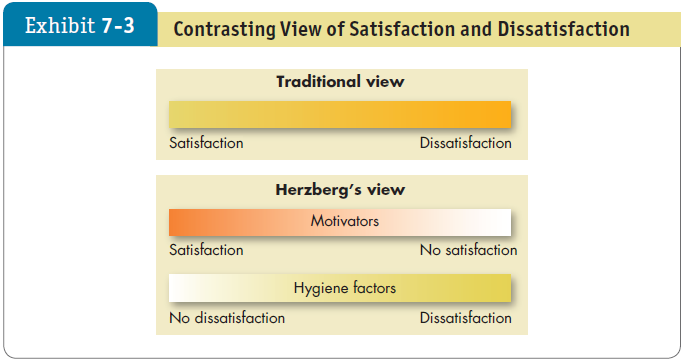 Exhibit 7-3 Contrasting View of Satisfaction and Dissatisfaction
Traditional view
Satisfaction Dissatisfaction
Herzberg's view
Motivators
Satisfaction No satisfaction
Hygiene factors
No dissatisfaction Dissatisfaction